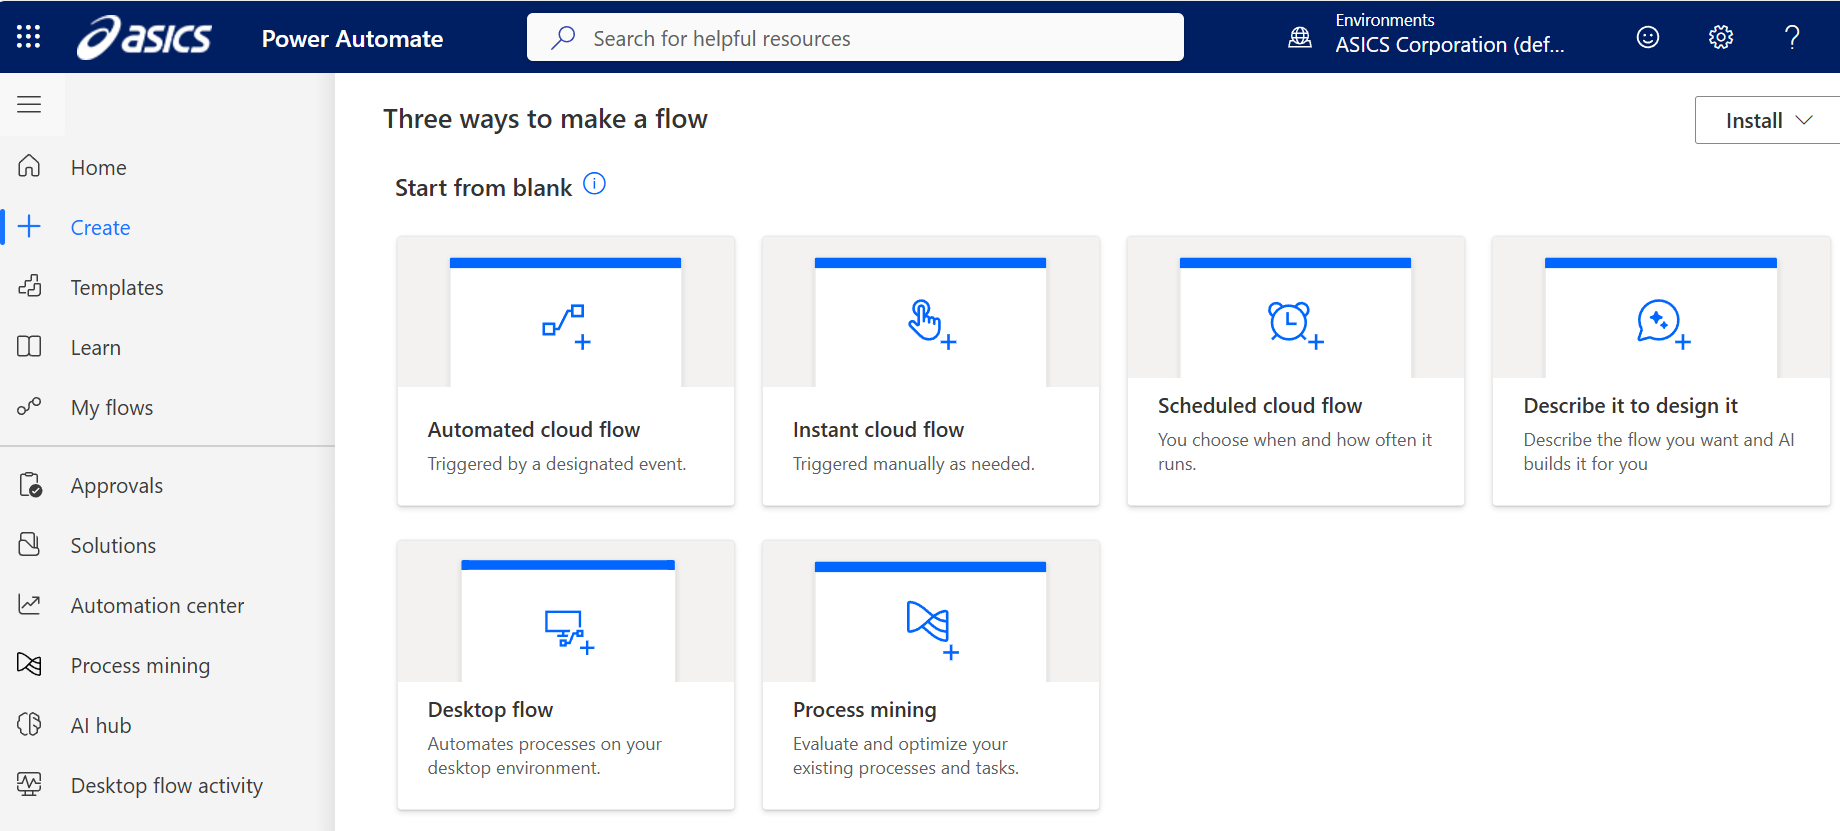 asics
Power Automate
Search for helpful resources
Environments
ASICS Corporation (def...
Home
Create
Templates
Learn
My flows
Approvals
Solutions
Automation center
Process mining
AI hub
Desktop flow activity
Three ways to make a flow
Install
Start from blank
Automated cloud flow
Triggered by a designated event.
Instant cloud flow
Triggered manually as needed.
Scheduled cloud flow
You choose when and how often it
runs.
Describe it to design it
Describe the flow you want and AI
builds it for you
Desktop flow
Automates processes on your
desktop environment.
Process mining
Evaluate and optimize your
existing processes and tasks.